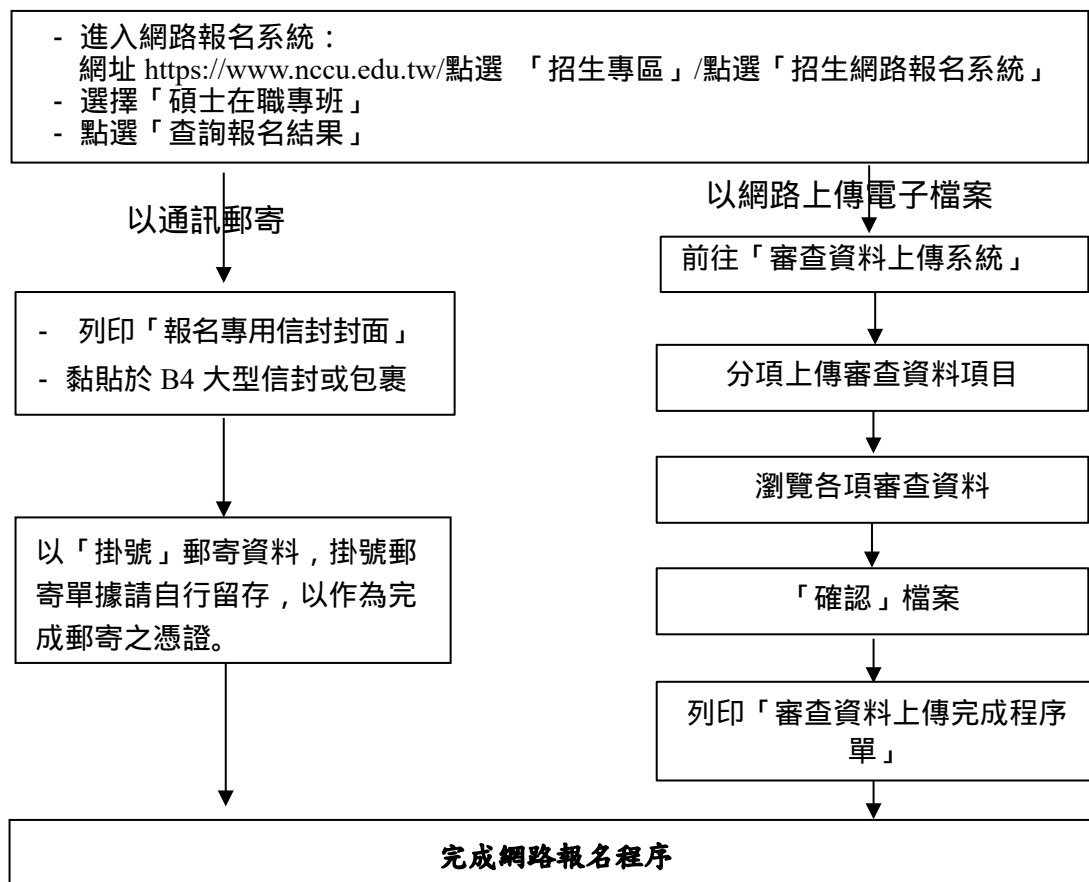 - 進入網路報名系統：
網址 https://www.nccu.edu.tw/點選 「招生專區」/點選「招生網路報名系統」
- 選擇「碩士在職專班」
- 點選「查詢報名結果」
以通訊郵寄
- 列印「報名專用信封封面」
- 黏貼於 B4 大型信封或包裹
以「掛號」郵寄資料，掛號郵
寄單據請自行留存，以作為完
成郵寄之憑證。
以網路上傳電子檔案
前往「審查資料上傳系統」
分項上傳審查資料項目
瀏覽各項審查資料
「確認」檔案
列印「審查資料上傳完成程序
單」
完成網路報名程序